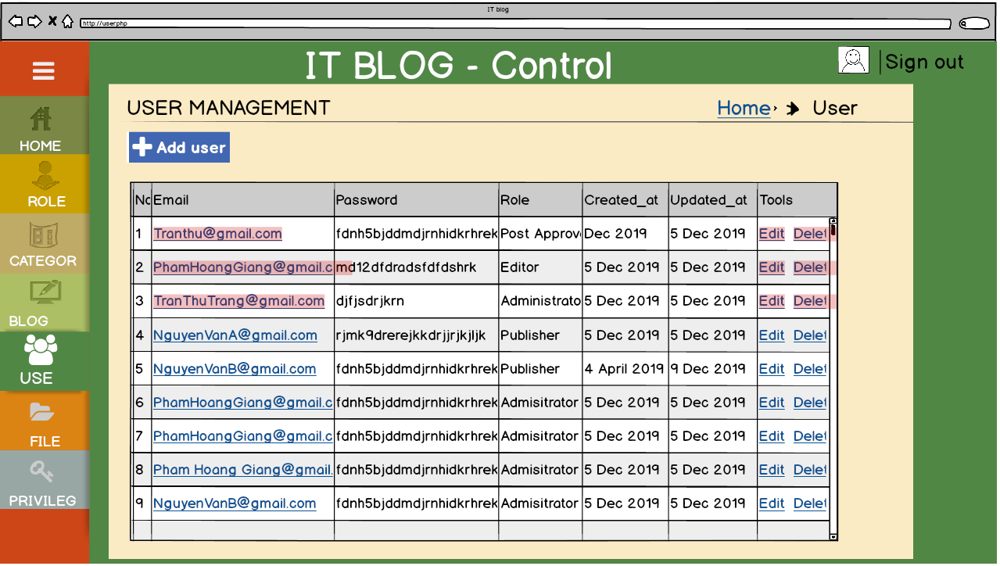 IT blog
http://user.php
IT BLOG - Control
Sign out
USER MANAGEMENT
Home
User
Add user
HOME
ROLE
CATEGOR
BLOG
USE
FILE
PRIVILEG
No Email Password Role Created_at Updated_at Tools
1 Tranthu@gmail.com fdnh5bjddmdjrnhidkrhrek Post Approv Dec 2019 5 Dec 2019 Edit Delet
2 PhamHoangGiang@gmail.c md12dfdradsfdfdshrk Editor 5 Dec 2019 5 Dec 2019 Edit Delet
3 TranThuTrang@gmail.com djfjsdrjkrn Administrato 5 Dec 2019 5 Dec 2019 Edit Delet
4 NguyenVanA@gmail.com rjmk9drerejkkdrjjrjkjljk Publisher 5 Dec 2019 5 Dec 2019 Edit Delet
5 NguyenVanB@gmail.com fdnh5bjddmdjrnhidkrhrek Publisher 4 April 2019 9 Dec 2019 Edit Delet
6 PhamHoangGiang@gmail.c fdnh5bjddmdjrnhidkrhrek Admisitrator 5 Dec 2019 5 Dec 2019 Edit Delet
7 PhamHoangGiang@gmail.c fdnh5bjddmdjrnhidkrhrek Admisitrator 5 Dec 2019 5 Dec 2019 Edit Delet
8 Pham Hoang Giang@gmail. fdnh5bjddmdjrnhidkrhrek Admisitrator 5 Dec 2019 5 Dec 2019 Edit Delet
9 NguyenVanB@gmail.com fdnh5bjddmdjrnhidkrhrek Admisitrator 5 Dec 2019 5 Dec 2019 Edit Delet